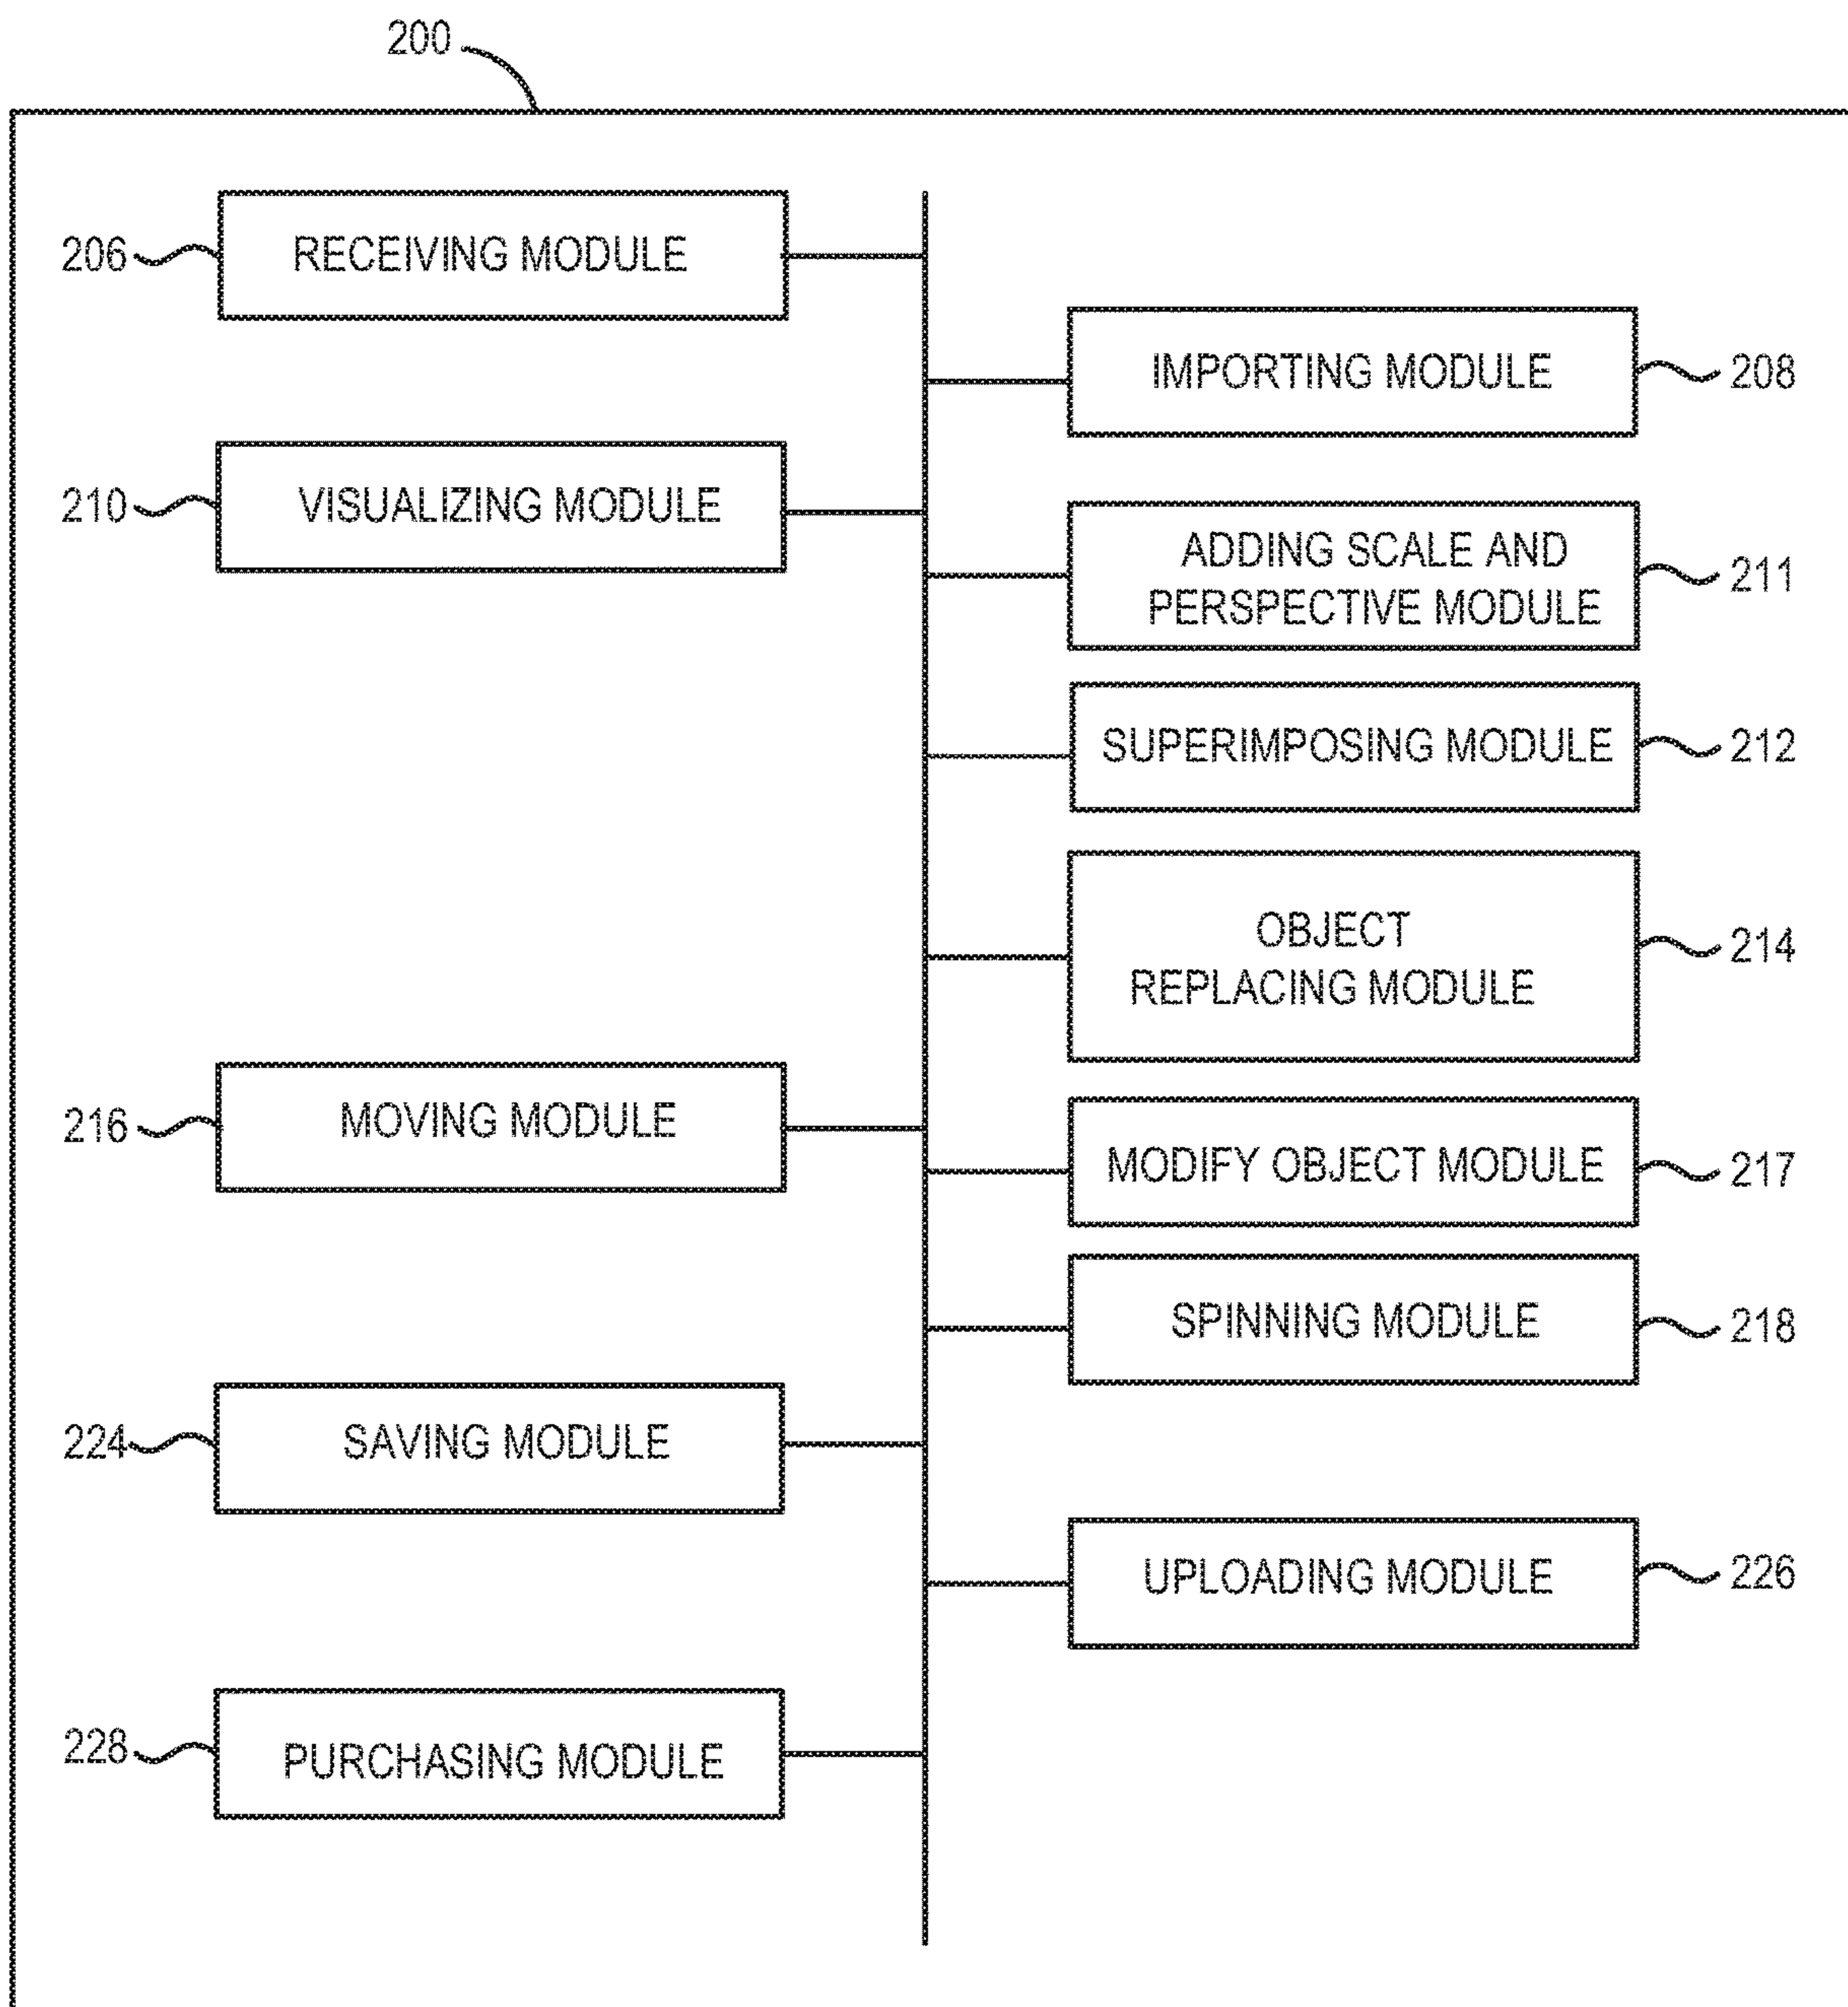 200
206
RECEIVING MODULE
IMPORTING MODULE
208
210
VISUALIZING MODULE
ADDING SCALE AND
PERSPECTIVE MODULE
211
SUPERIMPOSING MODULE
212
OBJECT
REPLACING MODULE
214
216
MOVING MODULE
MODIFY OBJECT MODULE
217
SPINNING MODULE
218
224
SAVING MODULE
UPLOADING MODULE
226
228
PURCHASING MODULE